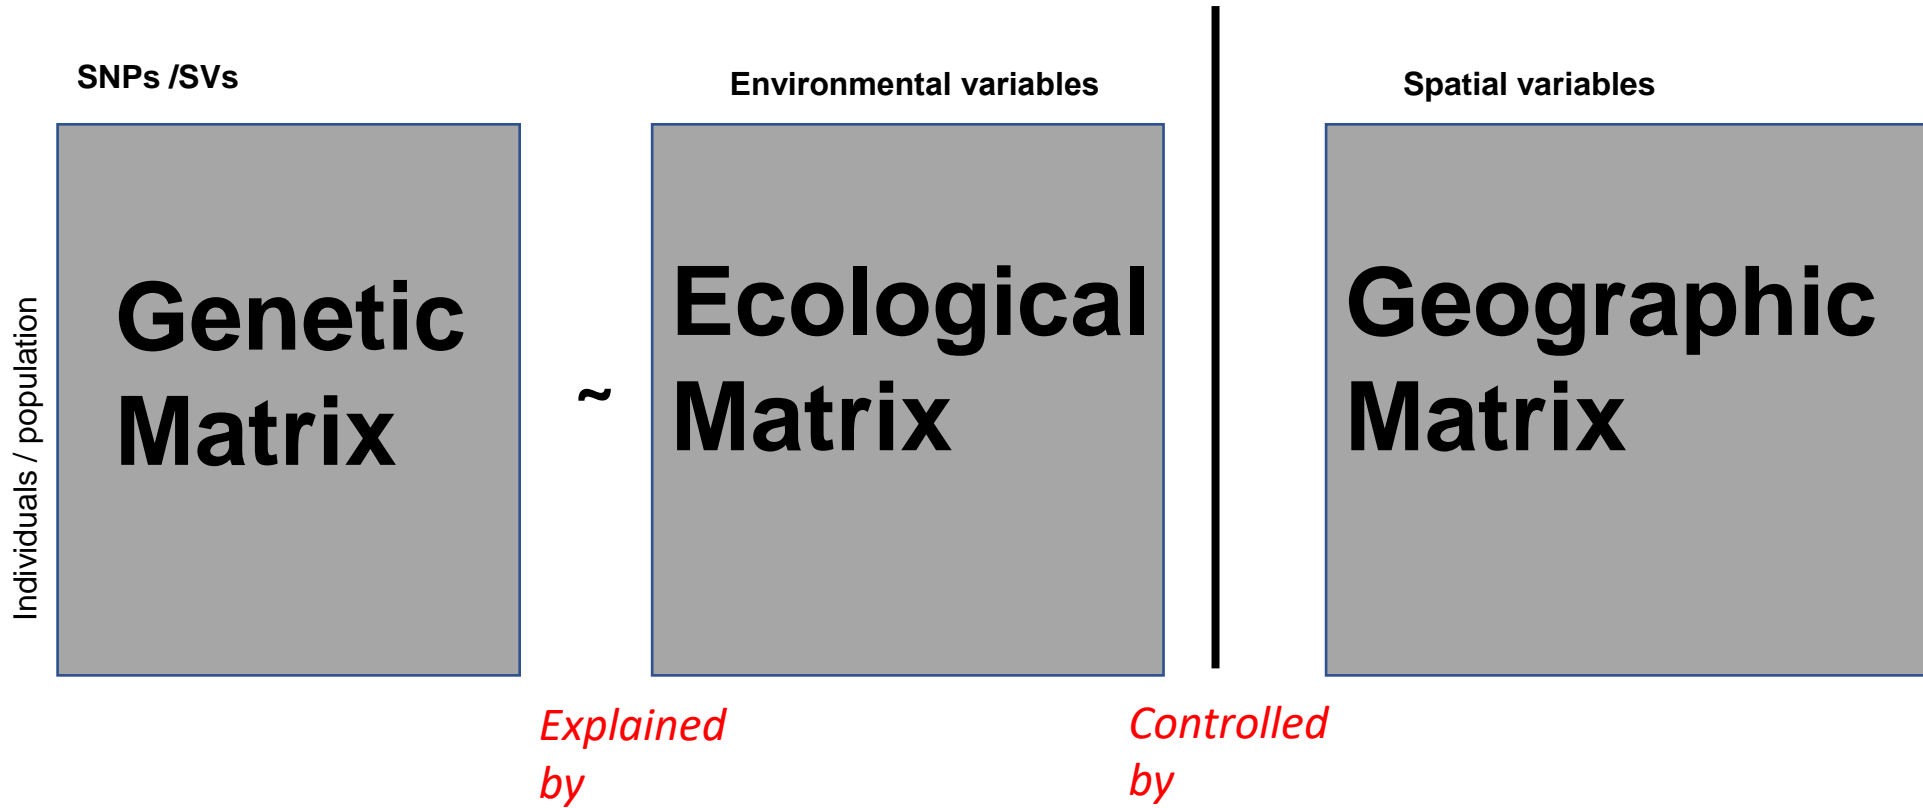 SNPs /SVs
Environmental variables
Spatial variables
Individuals / population
Genetic
Matrix
~
Ecological
Matrix
Geographic
Matrix
Explained
by
Controlled
by